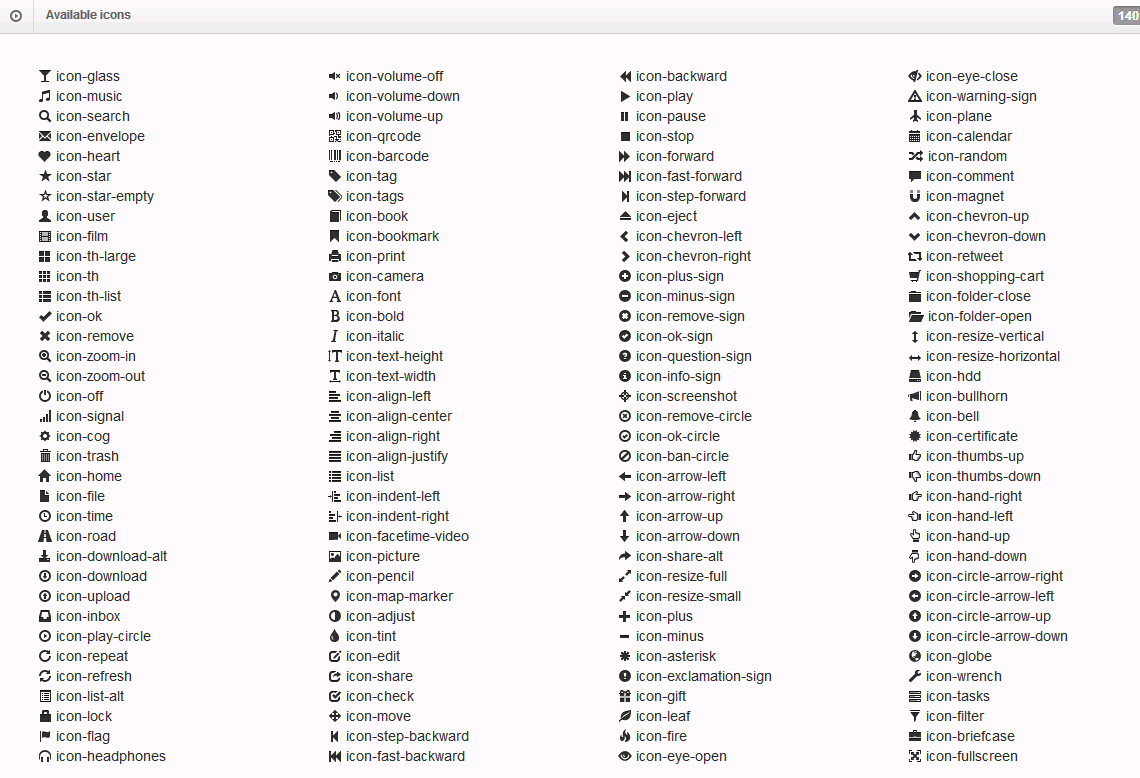 Available icons
140
icon-glass
icon-music
icon-search
icon-envelope
icon-heart
icon-star
icon-star-empty
icon-user
icon-film
icon-th-large
icon-th
icon-th-list
icon-ok
icon-remove
icon-zoom-in
icon-zoom-out
icon-off
icon-signal
icon-cog
icon-trash
icon-home
icon-file
icon-time
icon-road
icon-download-alt
icon-download
icon-upload
icon-inbox
icon-play-circle
icon-repeat
icon-refresh
icon-list-alt
icon-lock
icon-flag
icon-headphones
icon-volume-off
icon-volume-down
icon-volume-up
icon-qrcode
icon-barcode
icon-tag
icon-tags
icon-book
icon-bookmark
icon-print
icon-camera
icon-font
icon-bold
icon-italic
icon-text-height
icon-text-width
icon-align-left
icon-align-center
icon-align-right
icon-align-justify
icon-list
icon-indent-left
icon-indent-right
icon-facetime-video
icon-picture
icon-pencil
icon-map-marker
icon-adjust
icon-tint
icon-edit
icon-share
icon-check
icon-move
icon-step-backward
icon-fast-backward
icon-backward
icon-play
icon-pause
icon-stop
icon-forward
icon-fast-forward
icon-step-forward
icon-eject
icon-chevron-left
icon-chevron-right
icon-plus-sign
icon-minus-sign
icon-remove-sign
icon-ok-sign
icon-question-sign
icon-info-sign
icon-screenshot
icon-remove-circle
icon-ok-circle
icon-ban-circle
icon-arrow-left
icon-arrow-right
icon-arrow-up
icon-arrow-down
icon-share-alt
icon-resize-full
icon-resize-small
icon-plus
icon-minus
icon-asterisk
icon-exclamation-sign
icon-gift
icon-leaf
icon-fire
icon-eye-open
icon-eye-close
icon-warning-sign
icon-plane
icon-calendar
icon-random
icon-comment
icon-magnet
icon-chevron-up
icon-chevron-down
icon-retweet
icon-shopping-cart
icon-folder-close
icon-folder-open
icon-resize-vertical
icon-resize-horizontal
icon-hdd
icon-bullhorn
icon-bell
icon-certificate
icon-thumbs-up
icon-thumbs-down
icon-hand-right
icon-hand-left
icon-hand-up
icon-hand-down
icon-circle-arrow-right
icon-circle-arrow-left
icon-circle-arrow-up
icon-circle-arrow-down
icon-globe
icon-wrench
icon-tasks
icon-filter
icon-briefcase
icon-fullscreen